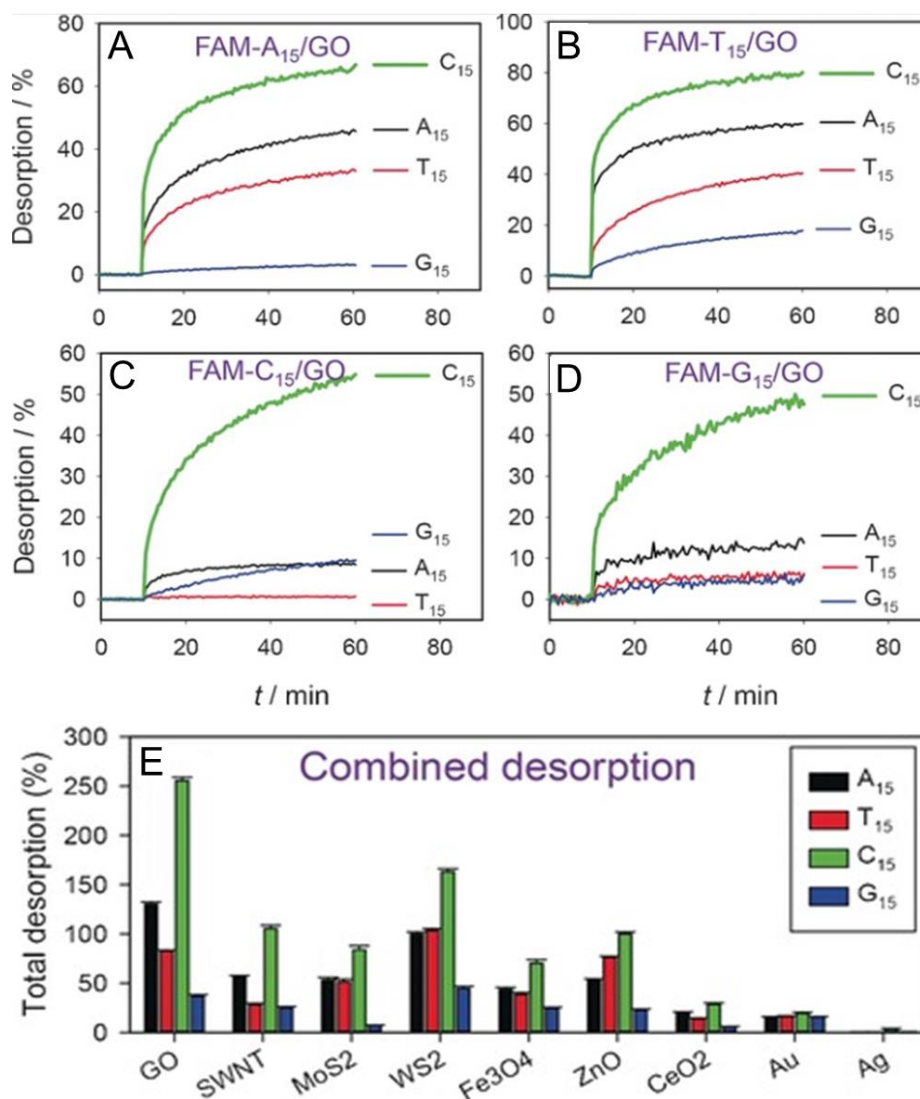 A
FAM-A₁₅/GO
Desorption / %
80
60
40
20
0
C₁₅
A₁₅
T₁₅
G₁₅
0 20 40 60 80
B
FAM-T₁₅/GO
100
80
60
40
20
0
C₁₅
A₁₅
T₁₅
G₁₅
0 20 40 60 80
C
FAM-C₁₅/GO
Desorption / %
60
50
40
30
20
10
0
C₁₅
G₁₅
A₁₅
T₁₅
0 20 40 60 80
t / min
D
FAM-G₁₅/GO
60
50
40
30
20
10
0
C₁₅
A₁₅
T₁₅
G₁₅
0 20 40 60 80
t / min
E
Combined desorption
Total desorption (%)
300
250
200
150
100
50
0
A₁₅
T₁₅
C₁₅
G₁₅
GO SWNT MoS2 WS2 Fe3O4 ZnO CeO2 Au Ag